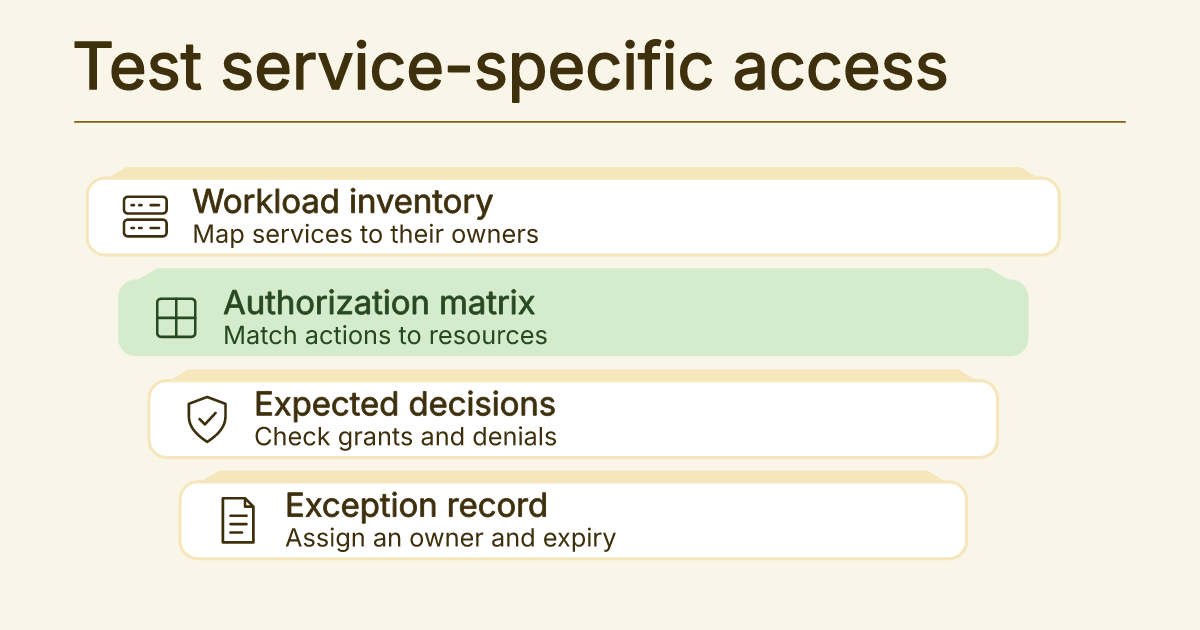 Test service-specific access
Workload inventory
Map services to their owners
Authorization matrix
Match actions to resources
Expected decisions
Check grants and denials
Exception record
Assign an owner and expiry